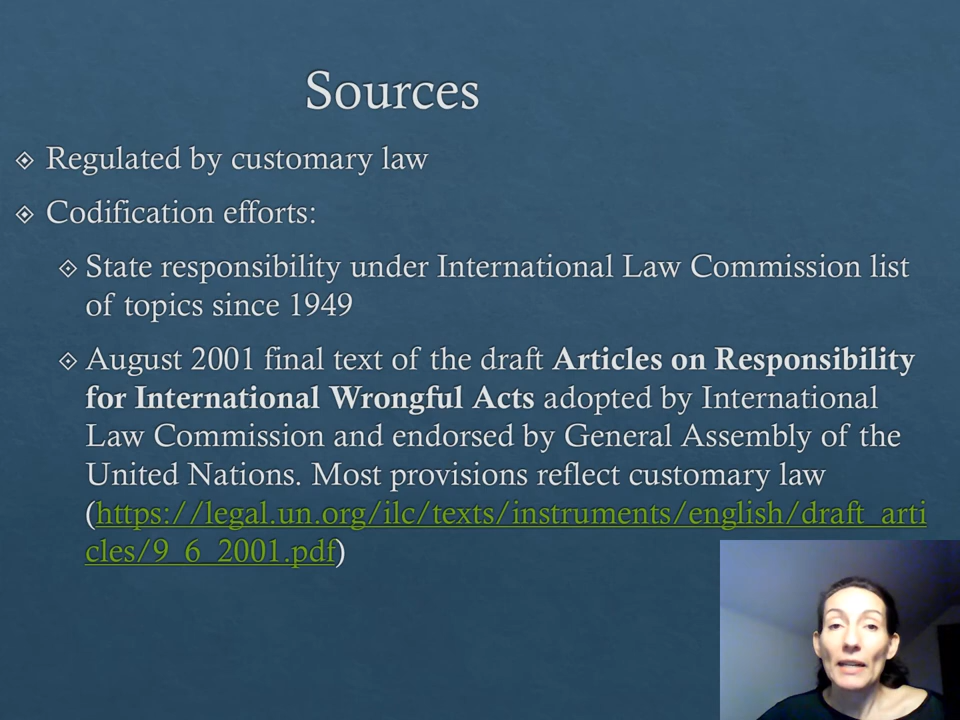 Sources
Regulated by customary law
Codification efforts:
State responsibility under International Law Commission list
of topics since 1949
August 2001 final text of the draft Articles on Responsibility
for International Wrongful Acts adopted by International
Law Commission and endorsed by General Assembly of the
United Nations. Most provisions reflect customary law
(https://legal.un.org/ilc/texts/instruments/english/draft_arti
cles/9_6_2001.pdf)